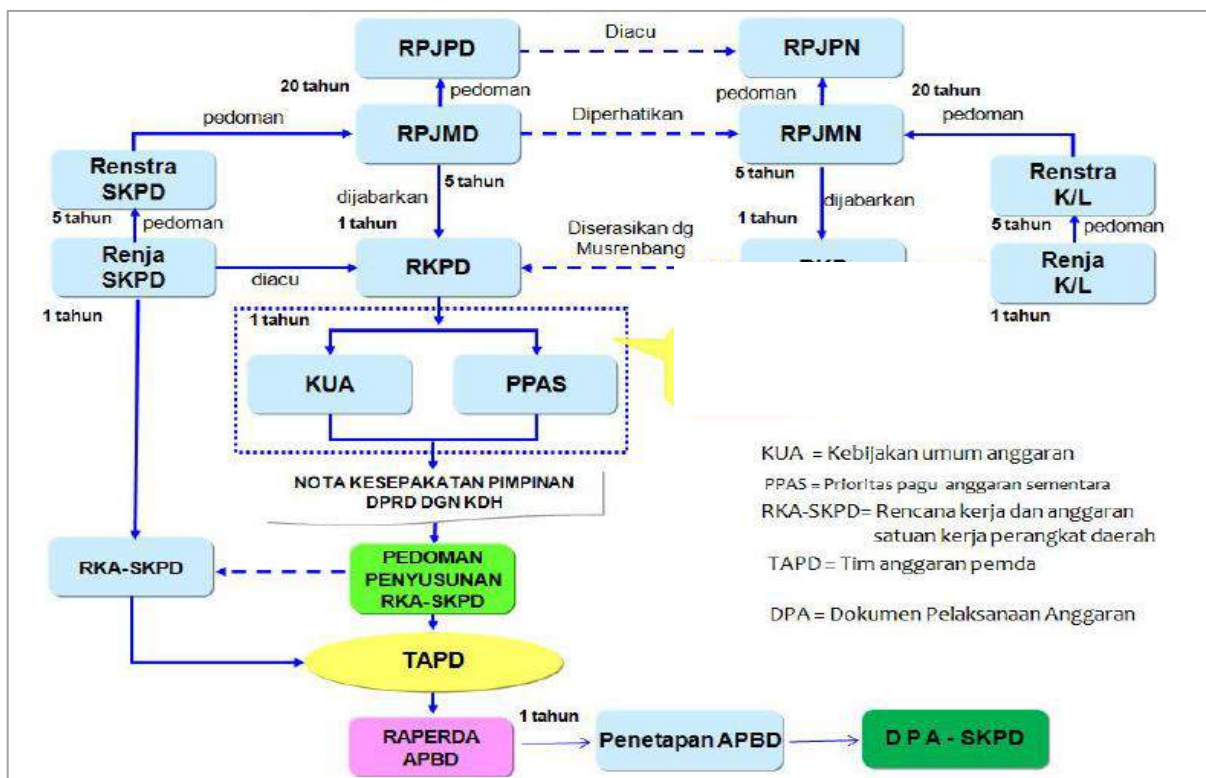 RPJPD
Diacu
RPJPN
20 tahun
pedoman
pedoman
20 tahun
pedoman
RPJMD
Diperhatikan
RPJMN
pedoman
Renstra
SKPD
5 tahun
5 tahun
Renstra
K/L
5 tahun
pedoman
dijabarkan
1 tahun
1 tahun
dijabarkan
5 tahun
pedoman
Renja
SKPD
diacu
RKPD
Diserasikan dg
Musrenbang
Renja
K/L
1 tahun
1 tahun
1 tahun
KUA
PPAS
NOTA KESEPAKATAN PIMPINAN
DPRD DGN KDH
KUA = Kebijakan umum anggaran
PPAS = Prioritas pagu anggaran sementara
RKA-SKPD= Rencana kerja dan anggaran
satuan kerja perangkat daerah
TAPD = Tim anggaran pemda
DPA = Dokumen Pelaksanaan Anggaran
RKA-SKPD
PEDOMAN
PENYUSUNAN
RKA-SKPD
TAPD
RAPERDA
APBD
1 tahun
Penetapan APBD
D P A - SKPD